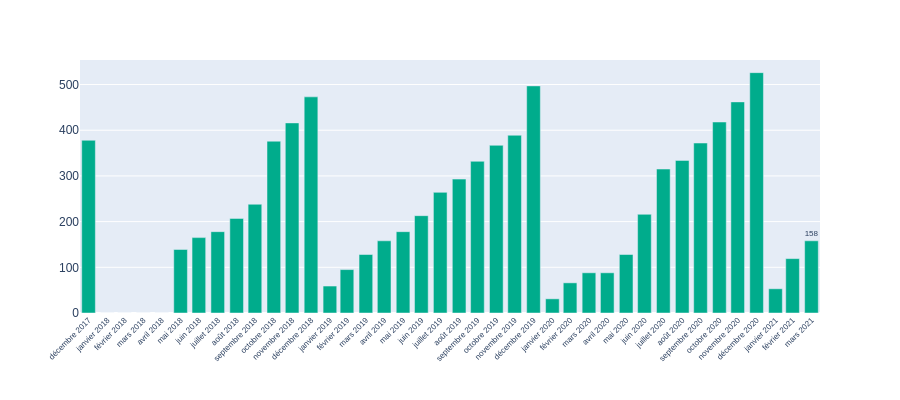 500
400
300
200
100
0
158
décembre 2017
janvier 2018
février 2018
mars 2018
avril 2018
mai 2018
juin 2018
juillet 2018
août 2018
septembre 2018
octobre 2018
novembre 2018
décembre 2018
janvier 2019
février 2019
mars 2019
avril 2019
mai 2019
juin 2019
juillet 2019
août 2019
septembre 2019
octobre 2019
novembre 2019
décembre 2019
janvier 2020
février 2020
mars 2020
avril 2020
mai 2020
juin 2020
juillet 2020
août 2020
septembre 2020
octobre 2020
novembre 2020
décembre 2020
janvier 2021
février 2021
mars 2021